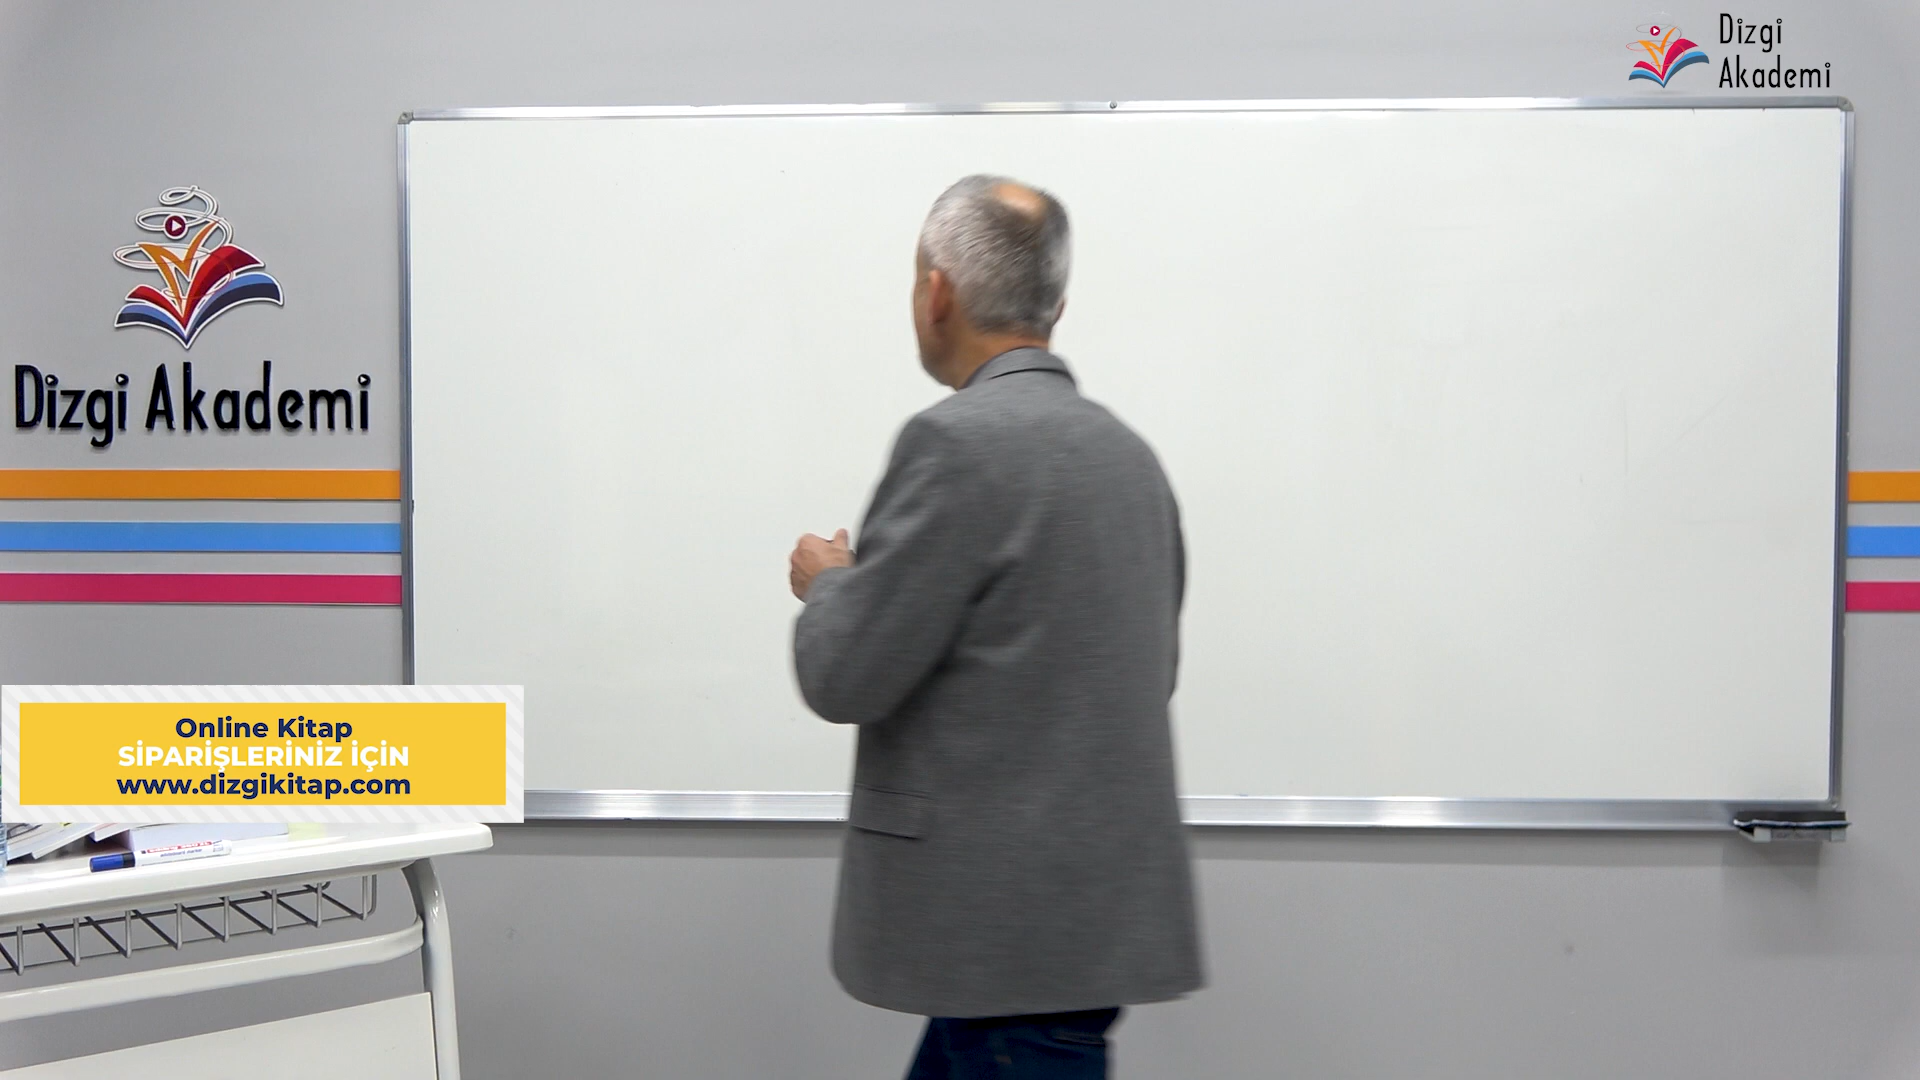 Dizgi
Akademi
Dizgi Akademi
Online Kitap
SİPARİŞLERİNİZ İÇİN
www.dizgikitap.com